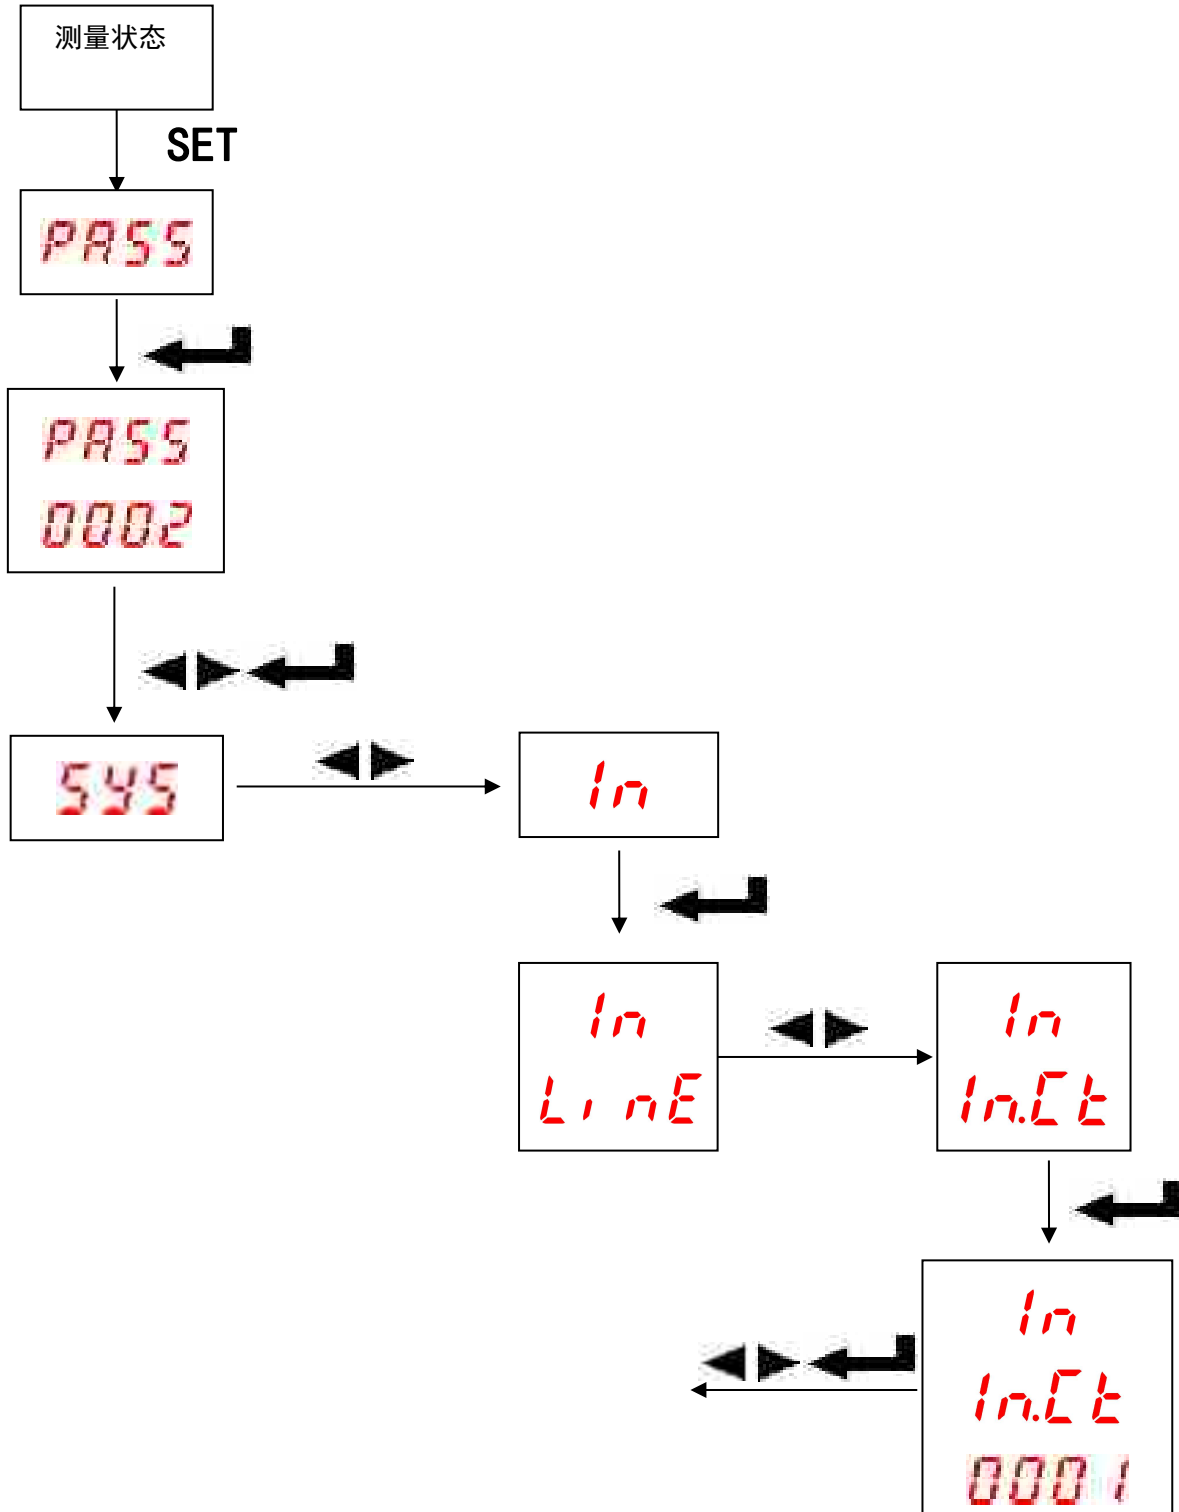 测量状态
SET
PASS
PASS
0002
SYS
In
In
LinE
In
In.Ct
In
In.Ct
0001